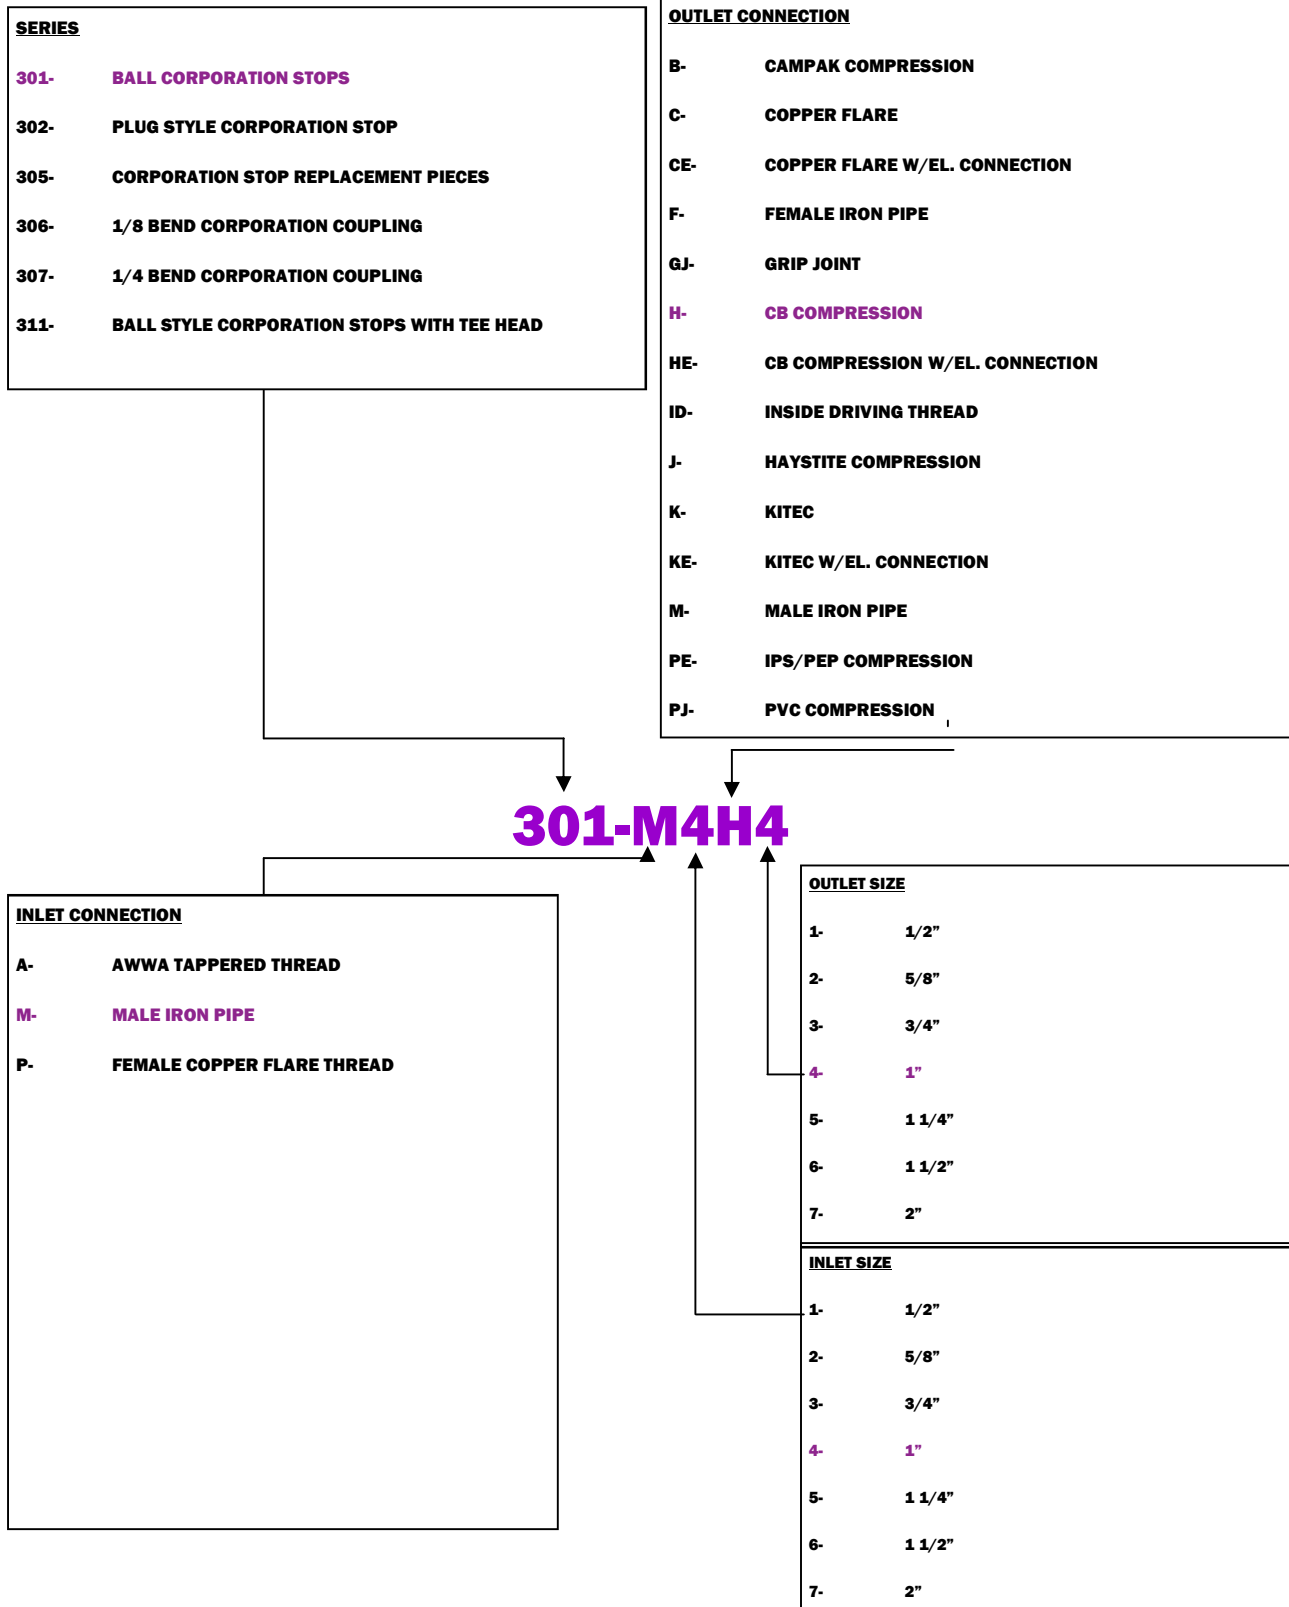 SERIES
301- BALL CORPORATION STOPS
302- PLUG STYLE CORPORATION STOP
305- CORPORATION STOP REPLACEMENT PIECES
306- 1/8 BEND CORPORATION COUPLING
307- 1/4 BEND CORPORATION COUPLING
311- BALL STYLE CORPORATION STOPS WITH TEE HEAD
OUTLET CONNECTION
B- CAMPAK COMPRESSION
C- COPPER FLARE
CE- COPPER FLARE W/EL. CONNECTION
F- FEMALE IRON PIPE
GJ- GRIP JOINT
H- CB COMPRESSION
HE- CB COMPRESSION W/EL. CONNECTION
ID- INSIDE DRIVING THREAD
J- HAYSTITE COMPRESSION
K- KITEC
KE- KITEC W/EL. CONNECTION
M- MALE IRON PIPE
PE- IPS/PEP COMPRESSION
PJ- PVC COMPRESSION
301-M4H4
INLET CONNECTION
A- AWWA TAPPERED THREAD
M- MALE IRON PIPE
P- FEMALE COPPER FLARE THREAD
OUTLET SIZE
1- 1/2”
2- 5/8”
3- 3/4”
4- 1”
5- 1 1/4”
6- 1 1/2”
7- 2”
INLET SIZE
1- 1/2”
2- 5/8”
3- 3/4”
4- 1”
5- 1 1/4”
6- 1 1/2”
7- 2”